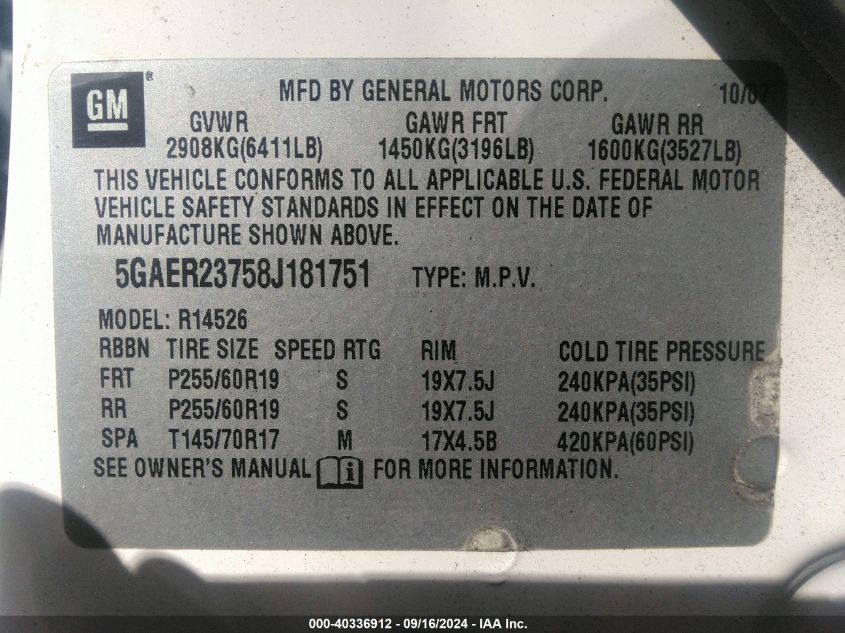 GM ®
MFD BY GENERAL MOTORS CORP. 10/07
GVWR GAWR FRT GAWR RR
2908KG(6411LB) 1450KG(3196LB) 1600KG(3527LB)
THIS VEHICLE CONFORMS TO ALL APPLICABLE U.S. FEDERAL MOTOR
VEHICLE SAFETY STANDARDS IN EFFECT ON THE DATE OF
MANUFACTURE SHOWN ABOVE.
5GAER23758J181751 TYPE: M.P.V.
MODEL: R14526
RBBN TIRE SIZE SPEED RTG RIM COLD TIRE PRESSURE
FRT P255/60R19 S 19X7.5J 240KPA(35PSI)
RR P255/60R19 S 19X7.5J 240KPA(35PSI)
SPA T145/70R17 M 17X4.5B 420KPA(60PSI)
SEE OWNER'S MANUAL i FOR MORE INFORMATION.
000-40336912 - 09/16/2024 - IAA Inc.